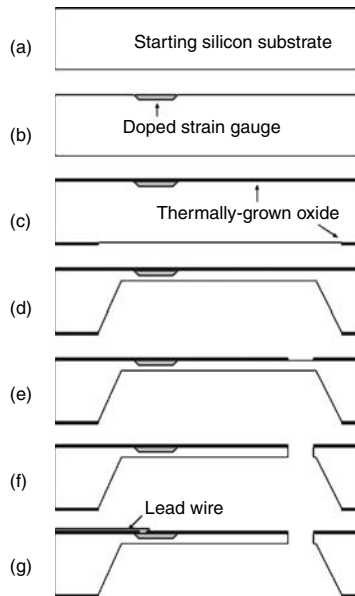 (a)
Starting silicon substrate
(b)
Doped strain gauge
(c)
Thermally-grown oxide
(d)
(e)
(f)
Lead wire
(g)